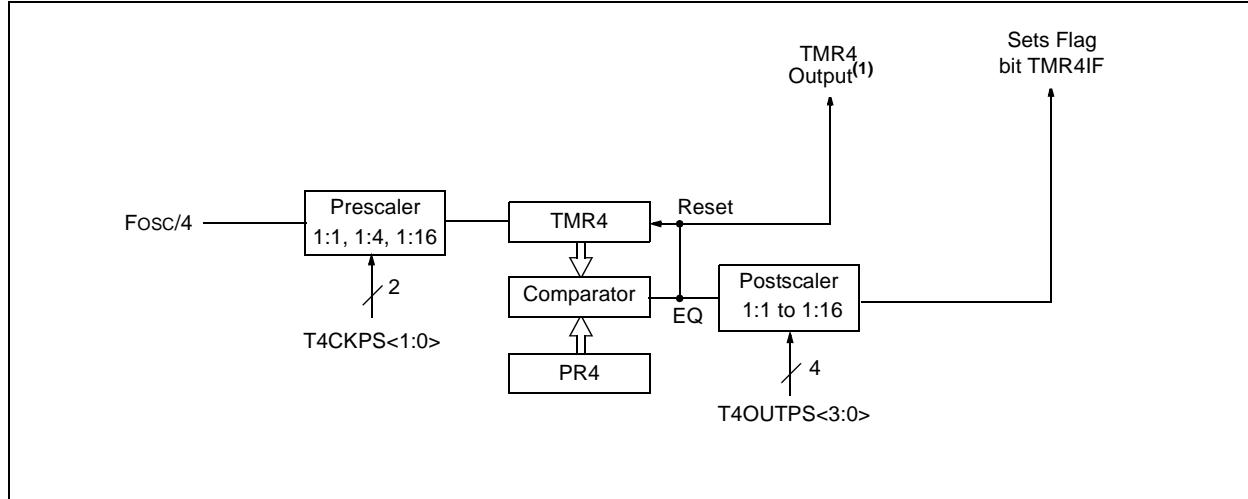 TMR4
Output(1)
Sets Flag
bit TMR4IF
FOSC/4
Prescaler
1:1, 1:4, 1:16
2
T4CKPS<1:0>
TMR4
Reset
Comparator
EQ
PR4
Postscaler
1:1 to 1:16
4
T4OUTPS<3:0>